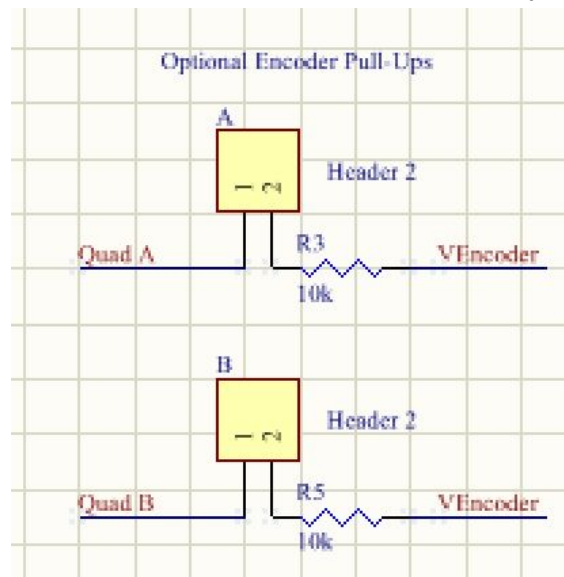 Optional Encoder Pull-Ups
A
1 2
Header 2
Quad A
R3
10k
VEncoder
B
1 2
Header 2
Quad B
R5
10k
VEncoder